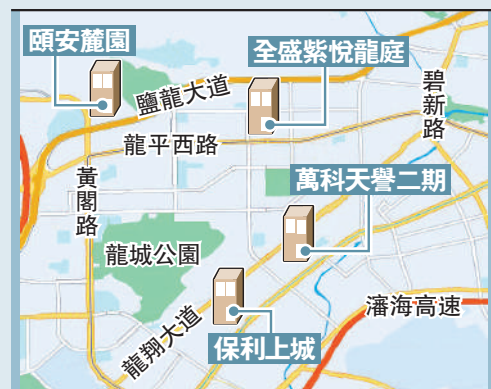 頤安麓園
全盛紫悅龍庭
鹽龍大道
碧新路
龍平西路
黃閣路
萬科天譽二期
龍城公園
瀋海高速
龍翔大道
保利上城